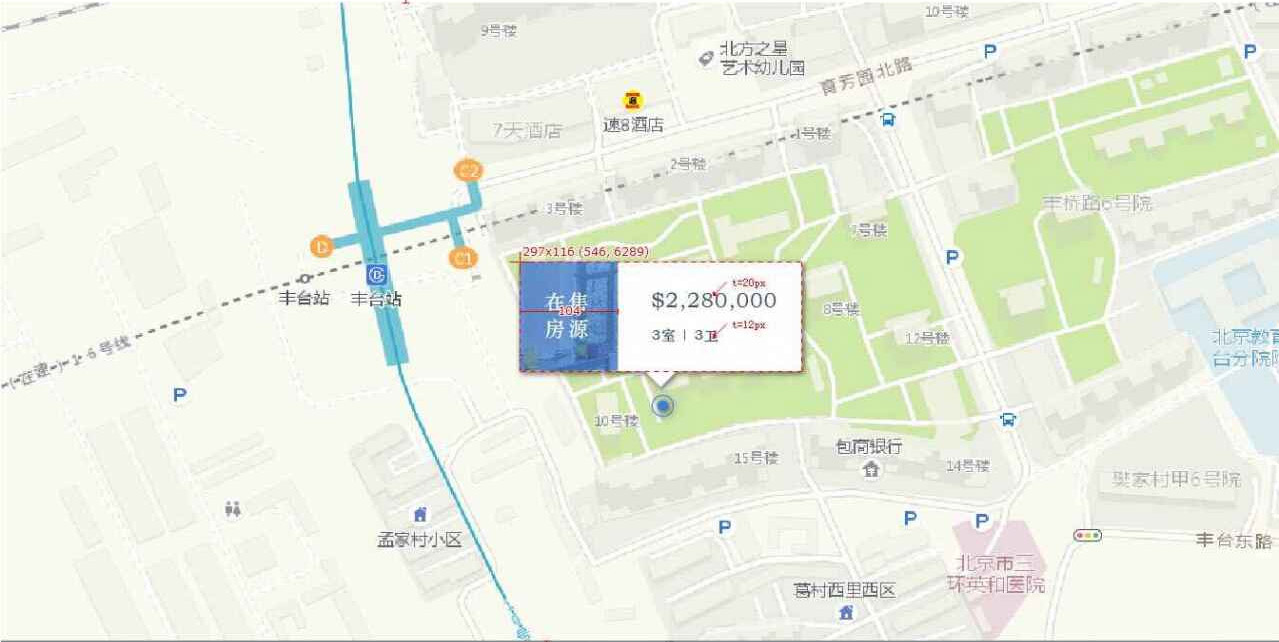 10号楼
9号楼
P
P
北方之星
艺术幼儿园
育芳园北路
速8酒店
7天酒店
1号楼
2号楼
C2
丰桥路6号院
3号楼
7号楼
D
C1
297x116 (546, 6289)
P
丰台站
丰台站
在售
房源
104
t=20px
$2,280,000
t=12px
3室 | 3卫
8号楼
12号楼
北京教育
台分院
(在建)-16号线
P
10号楼
包商银行
15号楼
14号楼
樊家村甲6号院
孟家村小区
P
P
P
丰台东路
北京市三
环英和医院
葛村西里西区